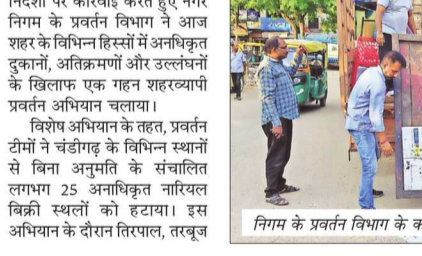 निर्देशों पर कार्रवाई करते हुए नगर
निगम के प्रवर्तन विभाग ने आज
शहर के विभिन्न हिस्सों में अनधिकृत
दुकानों, अतिक्रमणों और उल्लंघनों
के खिलाफ एक गहन शहरव्यापी
प्रवर्तन अभियान चलाया।
विशेष अभियान के तहत, प्रवर्तन
टीमों ने चंडीगढ़ के विभिन्न स्थानों
से बिना अनुमति के संचालित
लगभग 25 अनाधिकृत नारियल
बिक्री स्थलों को हटाया। इस
अभियान के दौरान तिरपाल, तरबूज
निगम के प्रवर्तन विभाग के